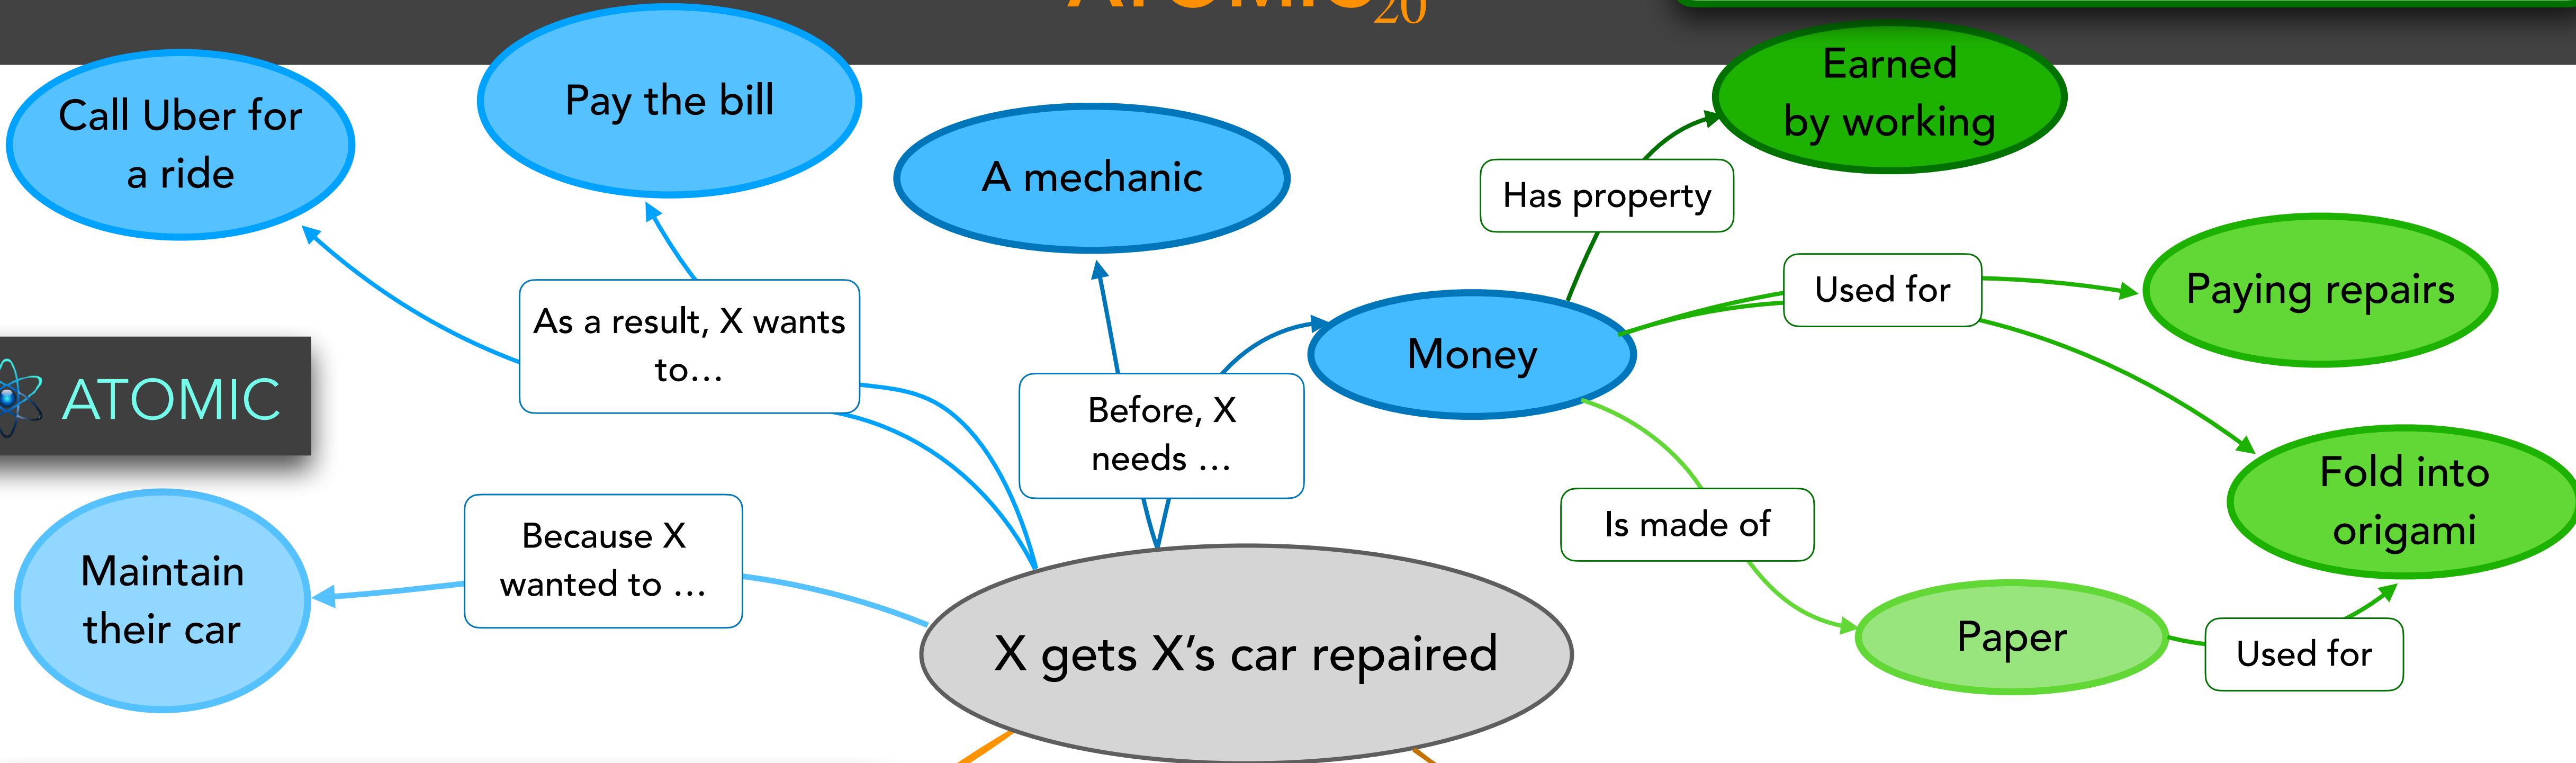 ATOMIC20
Call Uber for
a ride
Pay the bill
A mechanic
Earned
by working
Has property
Used for
Paying repairs
As a result, X wants
to...
Money
ATOMIC
Before, X
needs ...
Fold into
origami
Is made of
Because X
wanted to ...
Maintain
their car
X gets X’s car repaired
Paper
Used for